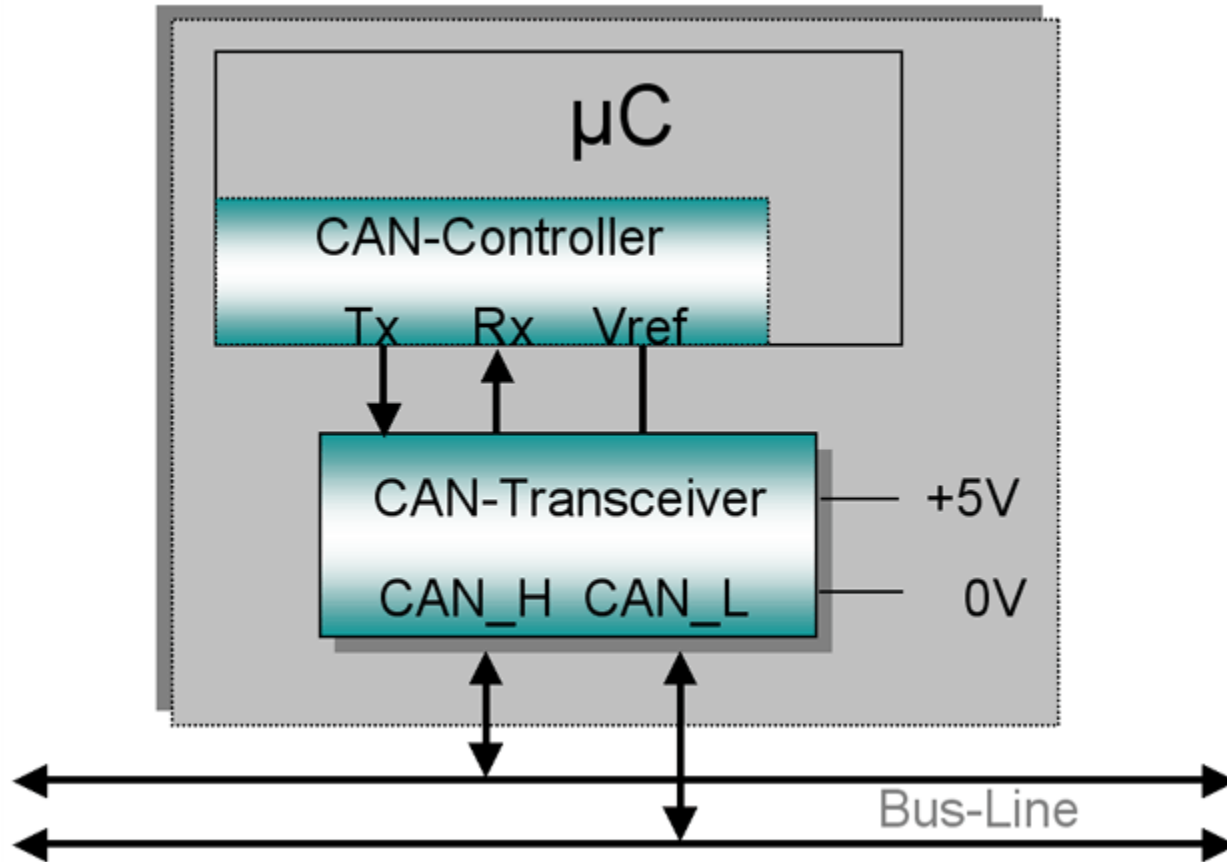 µC
CAN-Controller
Tx Rx Vref
CAN-Transceiver +5V
CAN_H CAN_L 0V
Bus-Line